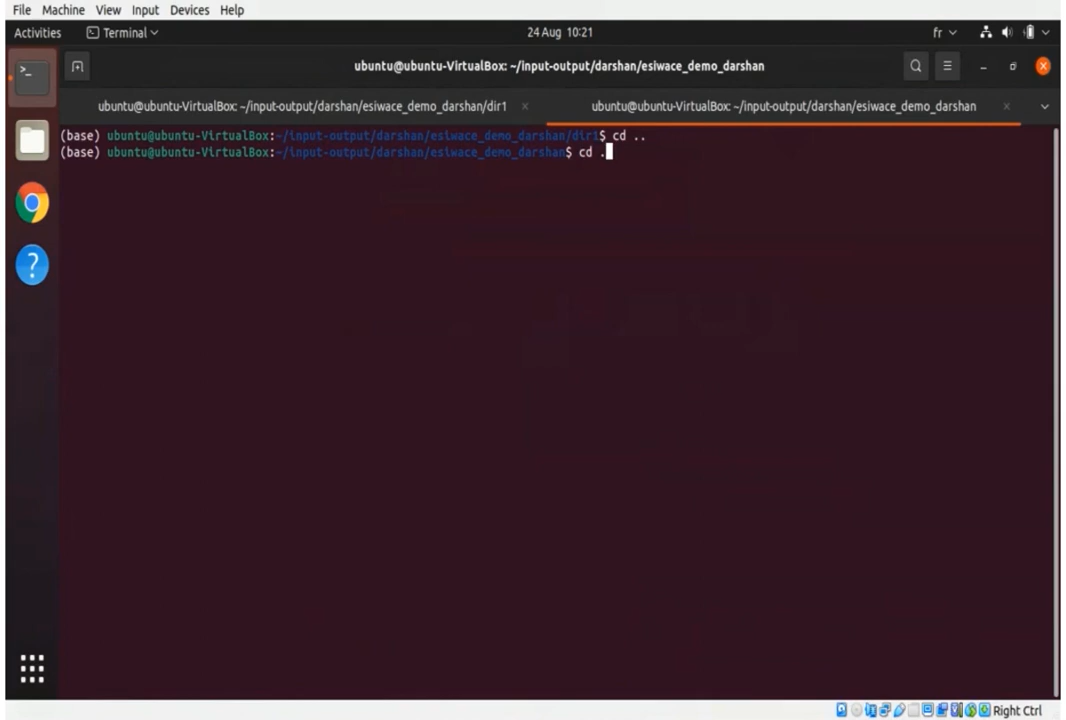 File Machine View Input Devices Help
Activities Terminal 24 Aug 10:21 fr
ubuntu@ubuntu-VirtualBox: ~/input-output/darshan/esiwace_demo_darshan
ubuntu@ubuntu-VirtualBox: ~/input-output/darshan/esiwace_demo_darshan/dir1 × ubuntu@ubuntu-VirtualBox: ~/input-output/darshan/esiwace_demo_darshan ×
(base) ubuntu@ubuntu-VirtualBox:~/input-output/darshan/esiwace_demo_darshan/dir1$ cd ..
(base) ubuntu@ubuntu-VirtualBox:~/input-output/darshan/esiwace_demo_darshan$ cd .
Right Ctrl